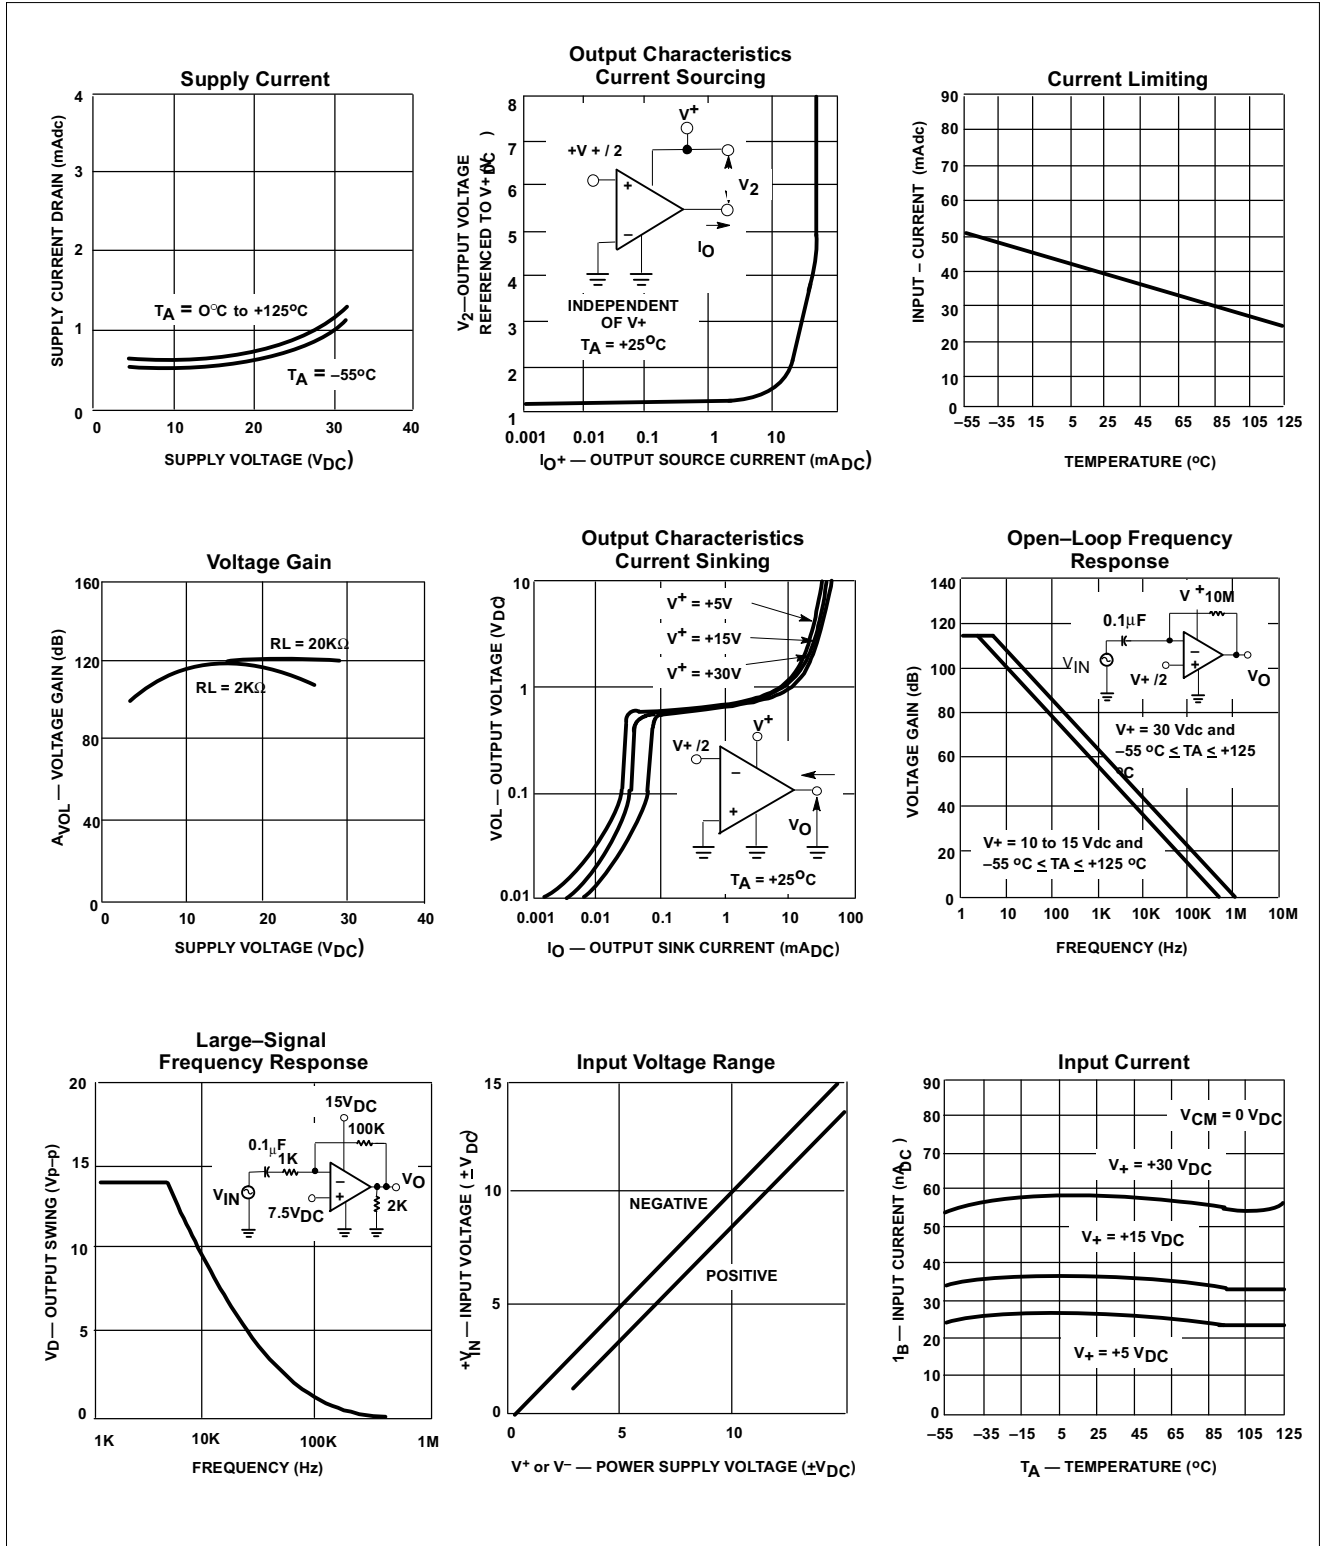 Supply Current
4
3
2
1
0
SUPPLY CURRENT DRAIN (mAdc)
TA = O°C to +125°C
TA = –55°C
0 10 20 30 40
SUPPLY VOLTAGE (VDC)
Output Characteristics
Current Sourcing
8
7
6
5
4
3
2
1
V2—OUTPUT VOLTAGE
REFERENCED TO V+ (VDC)
V+
+V + / 2
+
–
V2
IO
INDEPENDENT
OF V+
TA = +25°C
0.001 0.01 0.1 1 10
IO+ — OUTPUT SOURCE CURRENT (mADC)
Current Limiting
90
80
70
60
50
40
30
20
10
0
INPUT – CURRENT (mAdc)
–55 –35 15 5 25 45 65 85 105 125
TEMPERATURE (°C)
Voltage Gain
160
120
80
40
0
AVOL — VOLTAGE GAIN (dB)
RL = 20KΩ
RL = 2KΩ
0 10 20 30 40
SUPPLY VOLTAGE (VDC)
Output Characteristics
Current Sinking
10
1
0.1
0.01
VOL — OUTPUT VOLTAGE (VDC)
V+ = +5V
V+ = +15V
V+ = +30V
V+
V+ /2
–
+
VO
TA = +25°C
0.001 0.01 0.1 1 10 100
IO — OUTPUT SINK CURRENT (mADC)
Open–Loop Frequency
Response
140
120
100
80
60
40
20
0
VOLTAGE GAIN (dB)
V + 10M
0.1μF
VIN
–
+
V+ /2
VO
V+ = 30 Vdc and
–55 °C ≤ TA ≤ +125
°C
V+ = 10 to 15 Vdc and
–55 °C ≤ TA ≤ +125 °C
1 10 100 1K 10K 100K 1M 10M
FREQUENCY (Hz)
Large–Signal
Frequency Response
20
15
10
5
0
VD— OUTPUT SWING (Vp–p)
15VDC
100K
0.1μF
1K
VIN
–
+
VO
7.5VDC
2K
1K 10K 100K 1M
FREQUENCY (Hz)
Input Voltage Range
15
10
5
0
+VIN — INPUT VOLTAGE ( ±VDC)
NEGATIVE
POSITIVE
0 5 10
V+ or V– — POWER SUPPLY VOLTAGE (±VDC)
Input Current
90
80
70
60
50
40
30
20
10
0
IB— INPUT CURRENT (nADC)
VCM = 0 VDC
V+ = +30 VDC
V+ = +15 VDC
V+ = +5 VDC
–55 –35 –15 5 25 45 65 85 105 125
TA — TEMPERATURE (°C)